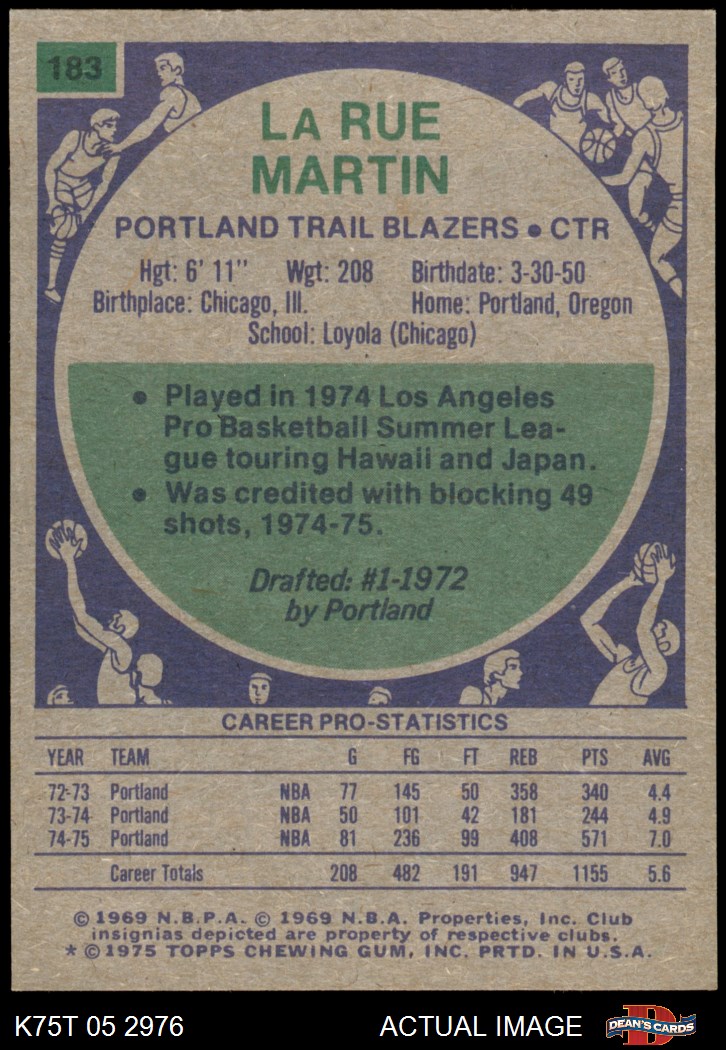 183
LA RUE
MARTIN
PORTLAND TRAIL BLAZERS • CTR
Hgt: 6' 11" Wgt: 208 Birthdate: 3-30-50
Birthplace: Chicago, Ill. Home: Portland, Oregon
School: Loyola (Chicago)
• Played in 1974 Los Angeles
Pro Basketball Summer Lea-
gue touring Hawaii and Japan.
• Was credited with blocking 49
shots, 1974-75.
Drafted: #1-1972
by Portland
CAREER PRO-STATISTICS
YEAR TEAM G FG FT REB PTS AVG
72-73 Portland NBA 77 145 50 358 340 4.4
73-74 Portland NBA 50 101 42 181 244 4.9
74-75 Portland NBA 81 236 99 408 571 7.0
Career Totals 208 482 191 947 1155 5.6
© 1969 N.B.P.A. © 1969 N.B.A. Properties, Inc. Club
insignias depicted are property of respective clubs.
* © 1975 TOPPS CHEWING GUM, INC. PRTD. IN U.S.A.
K75T 05 2976 ACTUAL IMAGE D DEAN'S CARDS